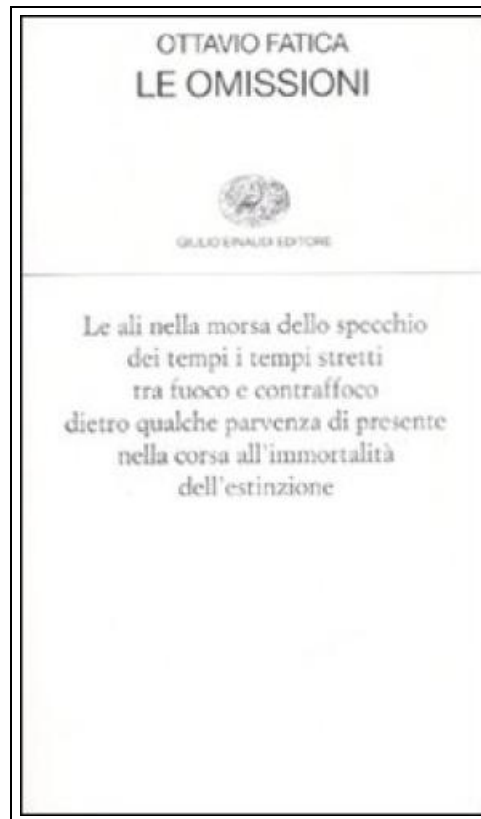 OTTAVIO FATICA
LE OMISSIONI
GIULIO EINAUDI EDITORE
Le ali nella morsa dello specchio
dei tempi i tempi stretti
tra fuoco e contraffoco
dietro qualche parvenza di presente
nella corsa all'immortalità
dell'estinzione